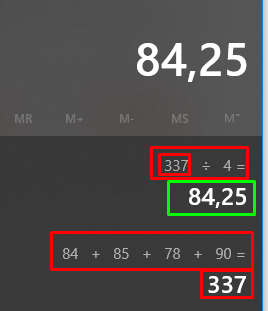 84,25
MR M+ M- MS M˅
337 ÷ 4 =
84,25
84 + 85 + 78 + 90 =
337